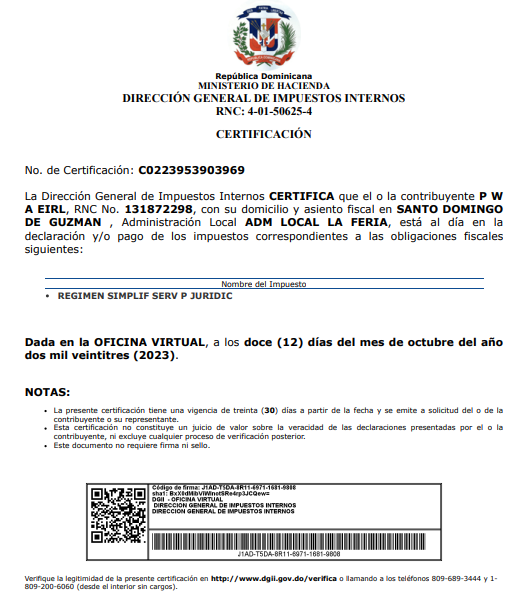 República Dominicana
MINISTERIO DE HACIENDA
DIRECCIÓN GENERAL DE IMPUESTOS INTERNOS
RNC: 4-01-50625-4
CERTIFICACIÓN
No. de Certificación: C0223953903969
La Dirección General de Impuestos Internos CERTIFICA que el o la contribuyente P W
A EIRL, RNC No. 131872298, con su domicilio y asiento fiscal en SANTO DOMINGO
DE GUZMAN , Administración Local ADM LOCAL LA FERIA, está al día en la
declaración y/o pago de los impuestos correspondientes a las obligaciones fiscales
siguientes:
Nombre del Impuesto
• REGIMEN SIMPLIF SERV P JURIDIC
Dada en la OFICINA VIRTUAL, a los doce (12) días del mes de octubre del año
dos mil veintitres (2023).
NOTAS:
• La presente certificación tiene una vigencia de treinta (30) días a partir de la fecha y se emite a solicitud del o de la
contribuyente o su representante.
• Esta certificación no constituye un juicio de valor sobre la veracidad de las declaraciones presentadas por el o la
contribuyente, ni excluye cualquier proceso de verificación posterior.
• Este documento no requiere firma ni sello.
Código de firma: J1AD-T5DA-8R11-6971-1681-9808
sha1:
DGII - OFICINA VIRTUAL
DIRECCION GENERAL DE IMPUESTOS INTERNOS
DIRECCION GENERAL DE IMPUESTOS INTERNOS
J1AD-T5DA-8R11-6971-1681-9808
Verifique la legitimidad de la presente certificación en http://www.dgii.gov.do/verifica o llamando a los teléfonos 809-689-3444 y 1-
809-200-6060 (desde el interior sin cargos).